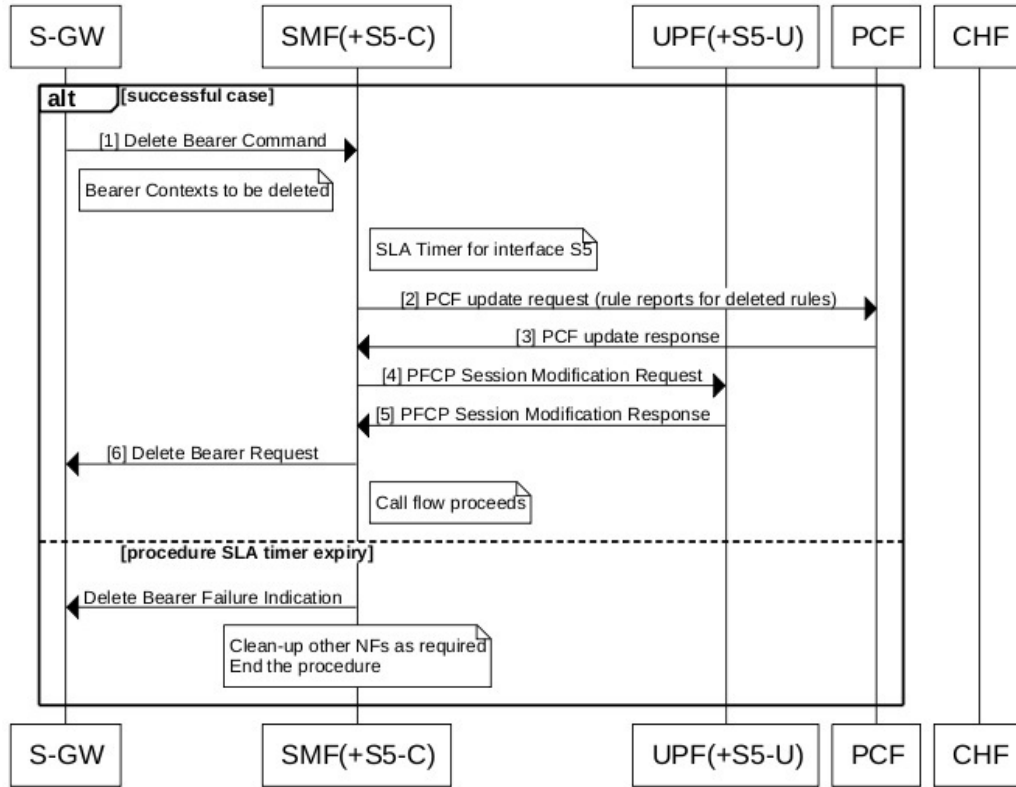 S-GW
SMF(+S5-C)
UPF(+S5-U)
PCF
CHF
alt
[successful case]
[1] Delete Bearer Command
Bearer Contexts to be deleted
SLA Timer for interface S5
[2] PCF update request (rule reports for deleted rules)
[3] PCF update response
[4] PFCP Session Modification Request
[5] PFCP Session Modification Response
[6] Delete Bearer Request
Call flow proceeds
[procedure SLA timer expiry]
Delete Bearer Failure Indication
Clean-up other NFs as required
End the procedure
S-GW
SMF(+S5-C)
UPF(+S5-U)
PCF
CHF